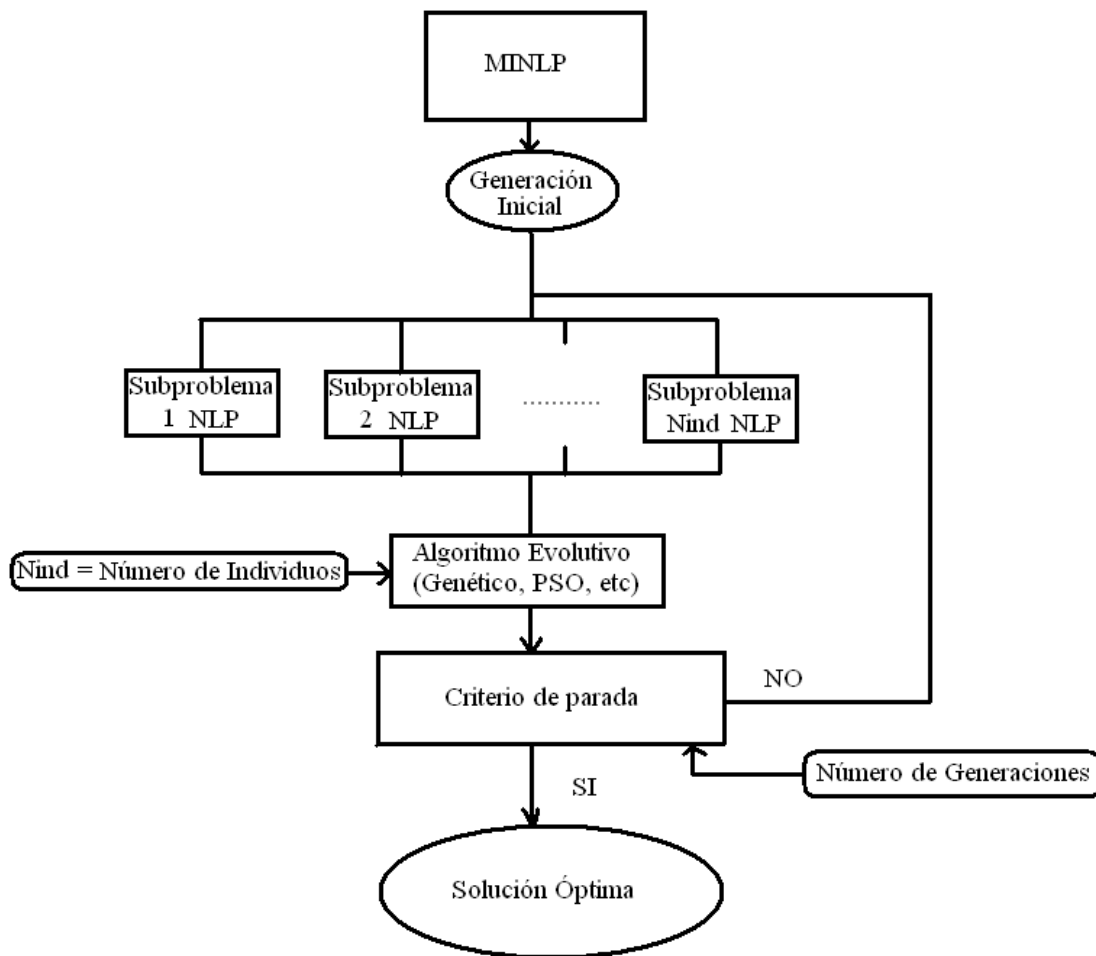 MINLP
Generación
Inicial
Subproblema
1 NLP
Subproblema
2 NLP
...........
Subproblema
Nind NLP
Nind = Número de Individuos
Algoritmo Evolutivo
(Genético, PSO, etc)
Criterio de parada
NO
Número de Generaciones
SI
Solución Óptima